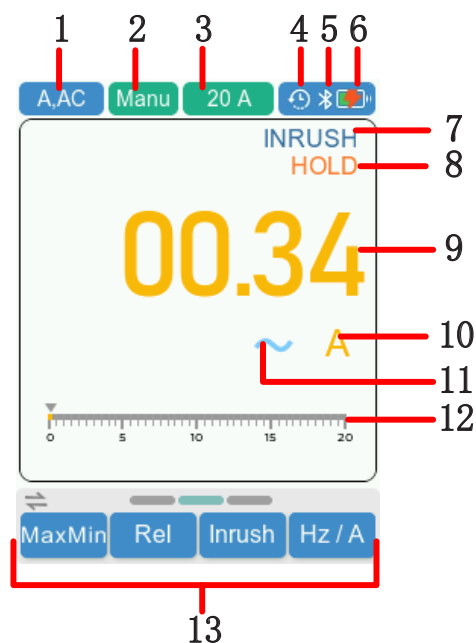 1 2 3 4 5 6
A,AC Manu 20 A
INRUSH 7
HOLD 8
00.34 9
A 10
11
12
0 5 10 15 20
MaxMin Rel Inrush Hz / A
13